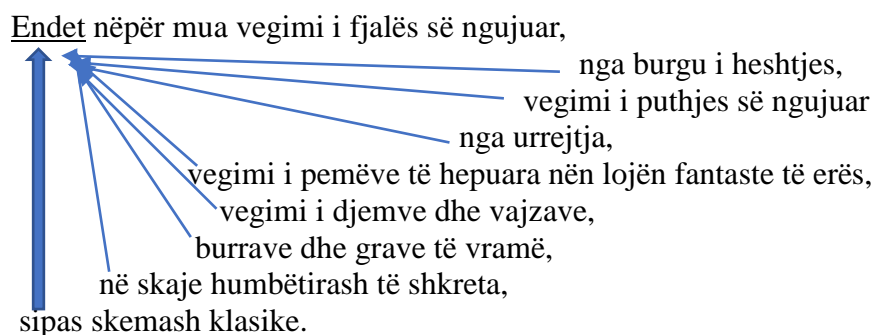 Endet nëpër mua vegimi i fjalës së ngujuar,
nga burgu i heshtjes,
vegimi i puthjes së ngujuar
nga urrejtja,
vegimi i pemëve të hepuara nën lojën fantaste të erës,
vegimi i djemve dhe vajzave,
burrave dhe grave të vramë,
në skaje humbëtirash të shkreta,
sipas skemash klasike.